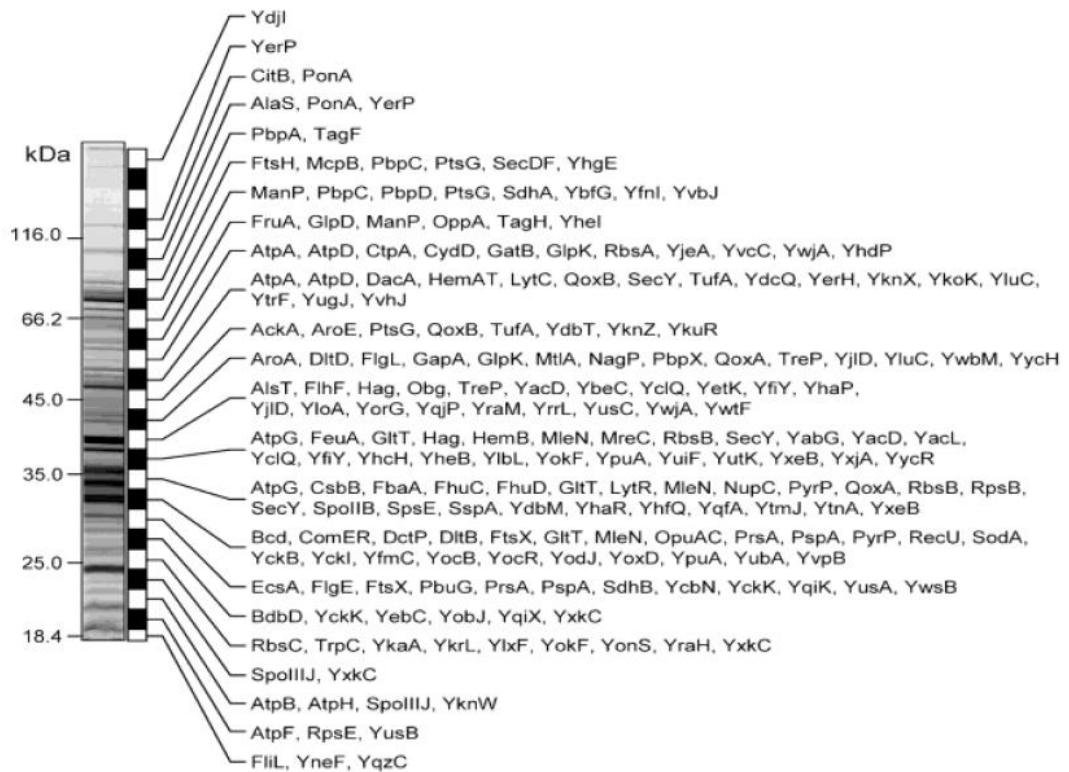 YdjI
YerP
CitB, PonA
AlaS, PonA, YerP
PbpA, TagF
kDa
FtsH, McpB, PbpC, PtsG, SecDF, YhgE
ManP, PbpC, PbpD, PtsG, SdhA, YbfG, YfnI, YvbJ
FruA, GlpD, ManP, OppA, TagH, YheI
116.0
AtpA, AtpD, CtpA, CydD, GatB, GlpK, RbsA, YjeA, YvcC, YwjA, YhdP
AtpA, AtpD, DacA, HemAT, LytC, QoxB, SecY, TufA, YdcQ, YerH, YknX, YkoK, YluC,
YtrF, YugJ, YvhJ
66.2
AckA, AroE, PtsG, QoxB, TufA, YdbT, YknZ, YkuR
AroA, DltD, FlgL, GapA, GlpK, MtlA, NagP, PbpX, QoxA, TreP, YjlD, YluC, YwbM, YycH
45.0
AlsT, FlhF, Hag, Obg, TreP, YacD, YbeC, YclQ, YetK, YfiY, YhaP,
YjlD, YloA, YorG, YqjP, YraM, YrrL, YusC, YwjA, YwtF
AtpG, FeuA, GltT, Hag, HemB, MleN, MreC, RbsB, SecY, YabG, YacD, YacL,
YclQ, YfiY, YhcH, YheB, YlbL, YokF, YpuA, YuiF, YutK, YxeB, YxjA, YycR
35.0
AtpG, CsbB, FbaA, FhuC, FhuD, GltT, LytR, MleN, NupC, PyrP, QoxA, RbsB, RpsB,
SecY, SpoIIB, SpsE, SspA, YdbM, YhaR, YhfQ, YqfA, YtmJ, YtnA, YxeB
Bcd, ComER, DctP, DltB, FtsX, GltT, MleN, OpuAC, PrsA, PspA, PyrP, RecU, SodA,
YckB, YckI, YfmC, YocB, YocR, YodJ, YoxD, YpuA, YubA, YvpB
25.0
EcsA, FlgE, FtsX, PbuG, PrsA, PspA, SdhB, YcbN, YckK, YqiK, YusA, YwsB
BdbD, YckK, YebC, YobJ, YqiX, YxkC
18.4
RbsC, TrpC, YkaA, YkrL, YlxF, YokF, YonS, YraH, YxkC
SpoIIIJ, YxkC
AtpB, AtpH, SpoIIIJ, YknW
AtpF, RpsE, YusB
FliL, YneF, YqzC